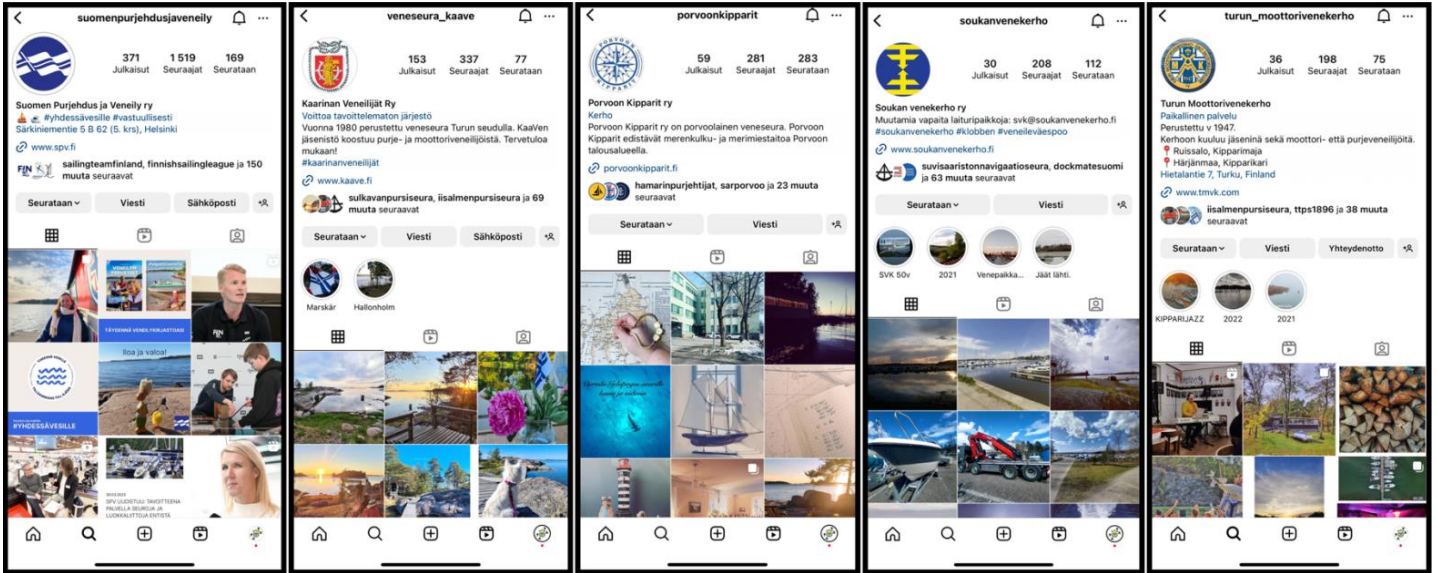 suomenpurjehdusjaveneily
371 1 519 169
Julkaisut Seuraajat Seurataan
Suomen Purjehdus ja Veneily ry
#yhdessävesille #vastuullisesti
Särkiniementie 5 B 62 (5. krs), Helsinki
www.spv.fi
sailingteamfinland, finnishsailingleague ja 150
muuta seuraavat
Seurataan Viesti Sähköposti
TÄYDENNÄ VENEILYKIRJASTOASI
FIN
Iloa ja valoa!
#YHDESSÄVESILLE
SPV UUDISTUU: TAVOITTEENA
PALVELLA SEUROJA JA
LUOKKALIITTOJA ENTISTÄ
veneseura_kaave
153 337 77
Julkaisut Seuraajat Seurataan
Kaarinan Veneilijät Ry
Voittoa tavoittelematon järjestö
Vuonna 1980 perustettu veneseura Turun seudulla. KaaVen
jäsenistö koostuu purje- ja moottoriveneilijöistä. Tervetuloa
mukaan!
#kaarinanveneilijät
www.kaave.fi
sulkavanpursiseura, iisalmenpursiseura ja 69
muuta seuraavat
Seurataan Viesti Sähköposti
Marskär Hallonholm
porvoonkipparit
PORVOON
KIPPARIT
59 281 283
Julkaisut Seuraajat Seurataan
Porvoon Kipparit ry
Kerho
Porvoon Kipparit ry on porvoolainen veneseura. Porvoon
Kipparit edistävät merenkulku- ja merimiestaitoa Porvoon
talousalueella.
porvoonkipparit.fi
hamarinpurjehtijat, sarporvoo ja 23 muuta
seuraavat
Seurataan Viesti
soukanvenekerho
30 208 112
Julkaisut Seuraajat Seurataan
Soukan venekerho ry
Muutamia vapaita laituripaikkoja: svk@soukanvenekerho.fi
#soukanvenekerho #klobben #veneileväespoo
www.soukanvenekerho.fi
suvisaaristonnavigaatioseura, dockmatesuomi
ja 63 muuta seuraavat
Seurataan Viesti
SVK 50v 2021 Venepaikka... Jäät lähti.
turun_moottorivenekerho
36 198 75
Julkaisut Seuraajat Seurataan
Turun Moottorivenekerho
Paikallinen palvelu
Perustettu v 1947.
Kerhoon kuuluu jäseninä sekä moottori- että purjeveneilijöitä.
Ruissalo, Kipparimaja
Härjänmaa, Kipparikari
Hietalantie 7, Turku, Finland
www.tmvk.com
iisalmenpursiseura, ttps1896 ja 38 muuta
seuraavat
Seurataan Viesti Yhteydenotto
KIPPARIJAZZ 2022 2021